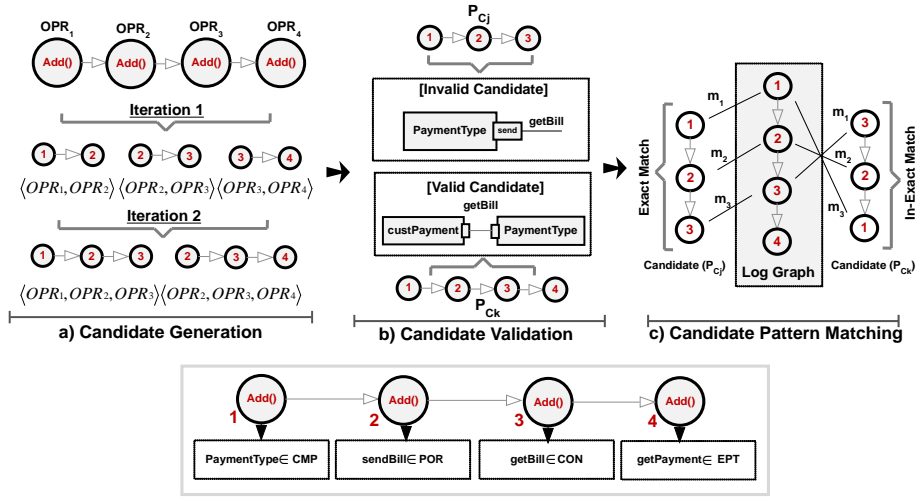 OPR1 OPR2 OPR3 OPR4
Add() Add() Add() Add()
Iteration 1
1 2 2 3 3 4
⟨OPR1, OPR2⟩ ⟨OPR2, OPR3⟩ ⟨OPR3, OPR4⟩
Iteration 2
1 2 3 2 3 4
⟨OPR1, OPR2, OPR3⟩ ⟨OPR2, OPR3, OPR4⟩
a) Candidate Generation
PCj
1 2 3
[Invalid Candidate]
PaymentType send getBill
[Valid Candidate]
getBill
custPayment PaymentType
1 2 3 4
PCk
b) Candidate Validation
Exact Match
1
2
3
m1
m2
m3
1
2
3
4
m1
m2
m3
3
2
1
In-Exact Match
Candidate (PCj) Log Graph Candidate (PCk)
c) Candidate Pattern Matching
Add() Add() Add() Add()
1 2 3 4
PaymentType∈ CMP sendBill∈ POR getBill∈ CON getPayment∈ EPT